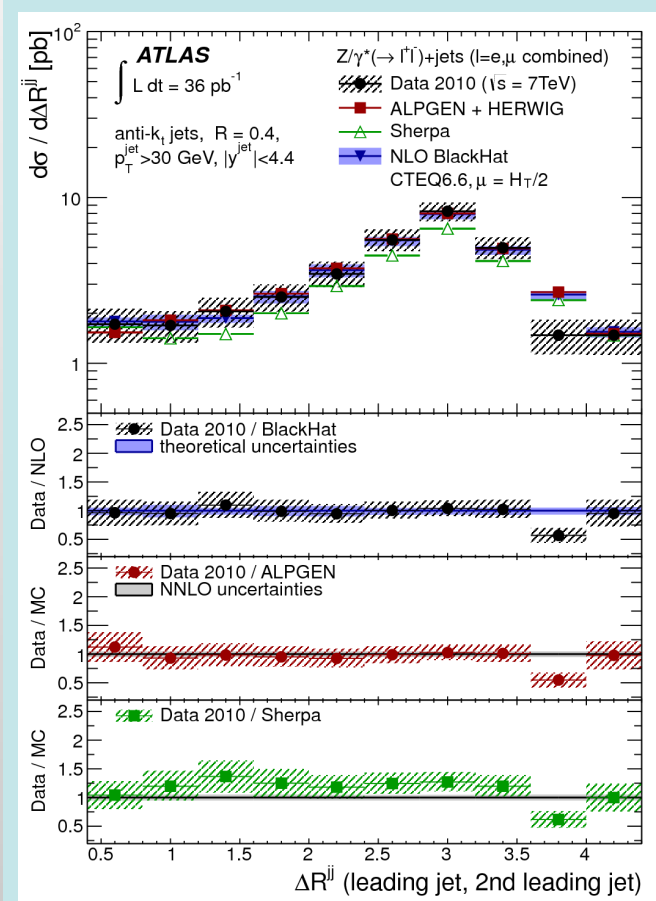 ATLAS
∫ L dt = 36 pb⁻¹
anti-kₜ jets, R = 0.4,
p_T^jet >30 GeV, |y^jet|<4.4
Z/γ*(→ l⁺l⁻)+jets (l=e,μ combined)
Data 2010 (√s = 7TeV)
ALPGEN + HERWIG
Sherpa
NLO BlackHat
CTEQ6.6, μ = H_T/2
dσ / dΔR^jj [pb]
10²
10
1
Data / NLO
Data 2010 / BlackHat
theoretical uncertainties
2.5
2
1.5
1
0.5
Data / MC
Data 2010 / ALPGEN
NNLO uncertainties
2.5
2
1.5
1
0.5
Data / MC
Data 2010 / Sherpa
2.5
2
1.5
1
0.5
0.5 1 1.5 2 2.5 3 3.5 4
ΔR^jj (leading jet, 2nd leading jet)